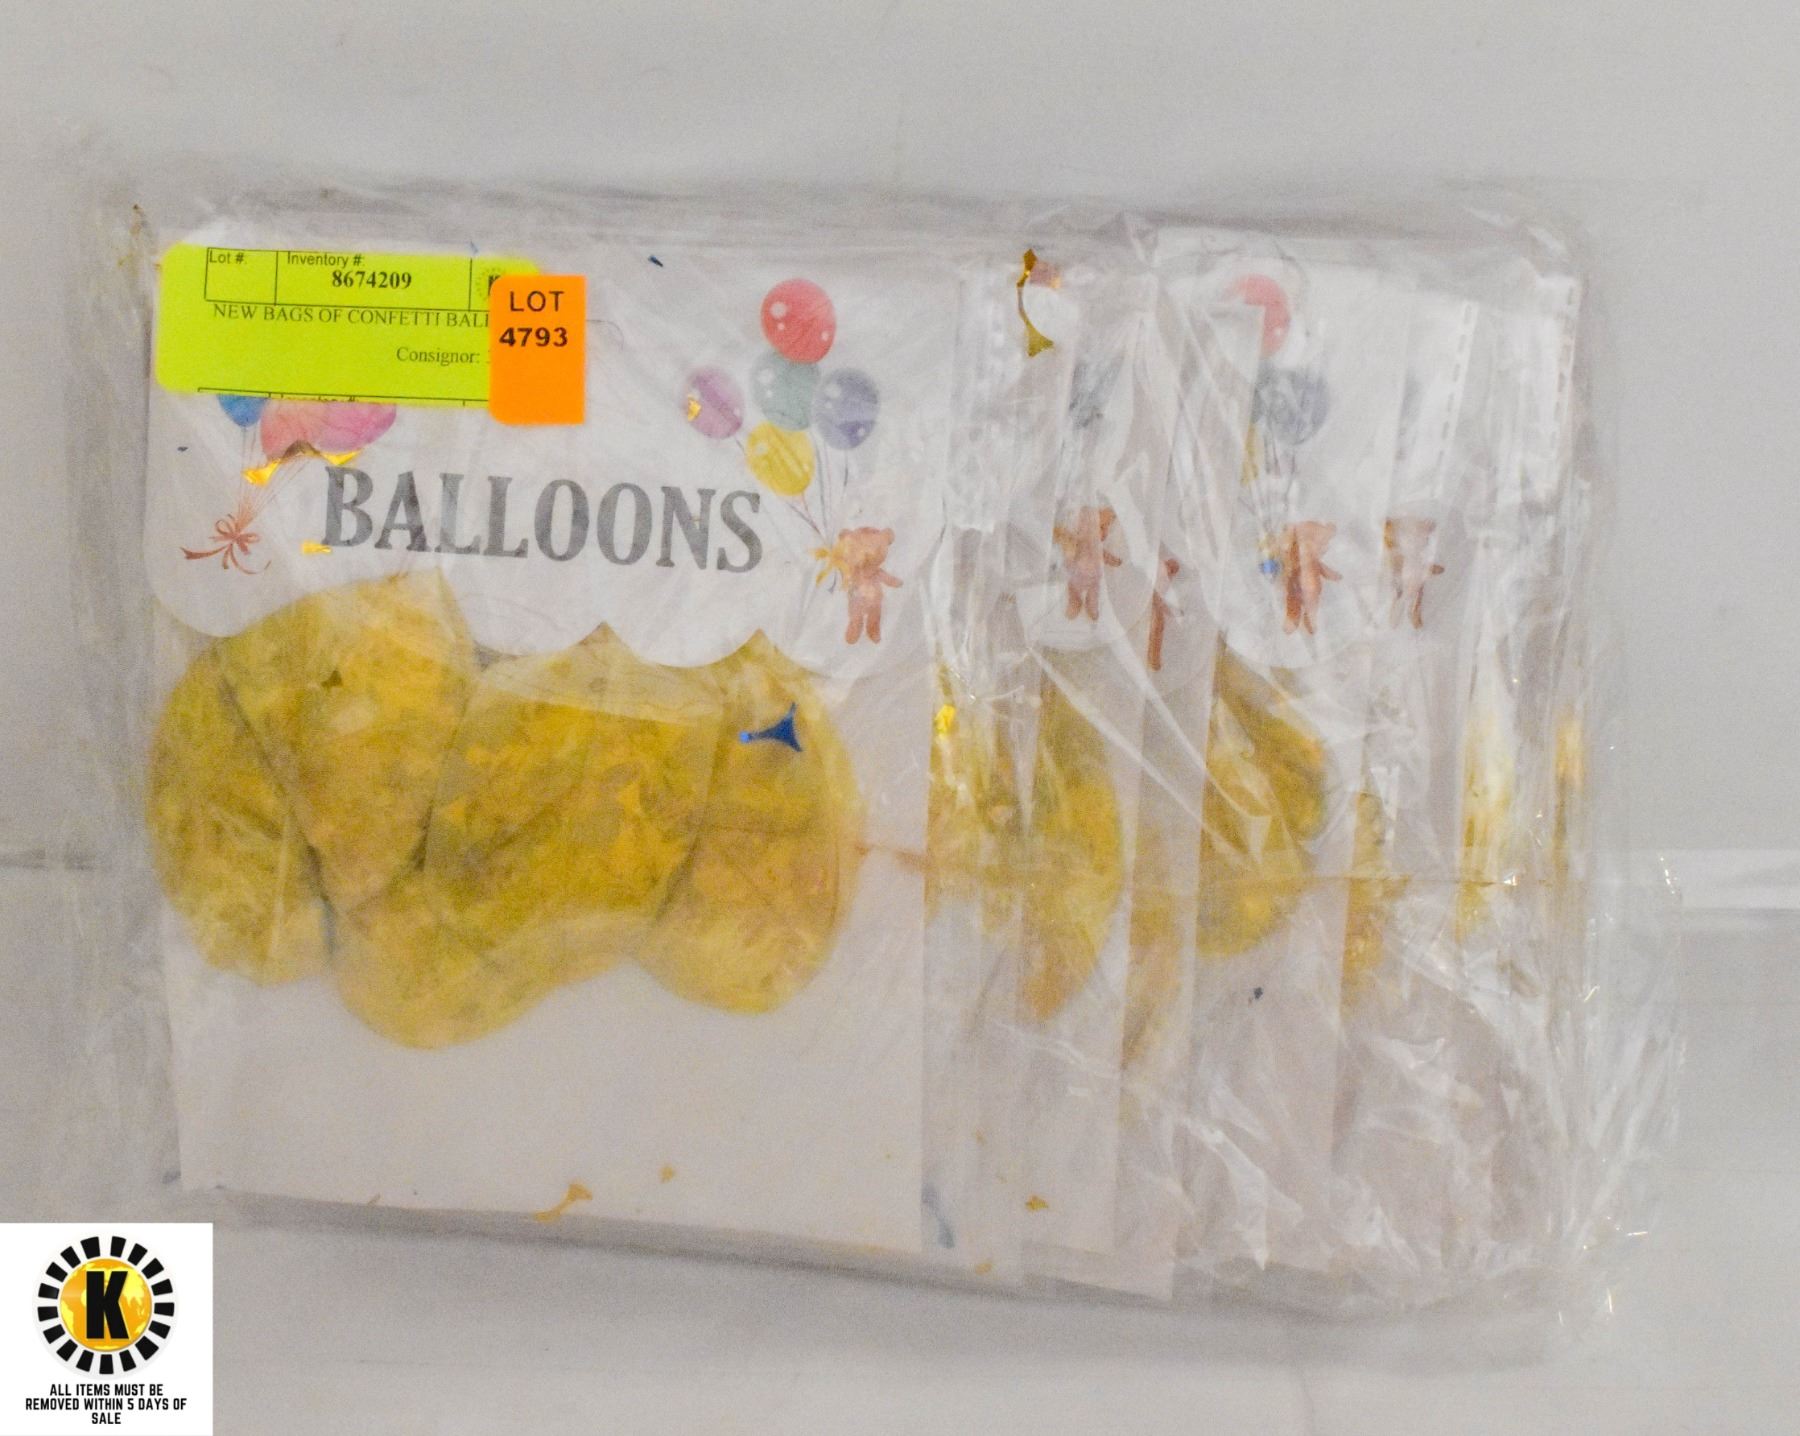 Lot #:
Inventory #:
8674209
NEW BAGS OF CONFETTI
Consignor:
LOT
4793
BALLOONS
K
ALL ITEMS MUST BE
REMOVED WITHIN 5 DAYS OF
SALE